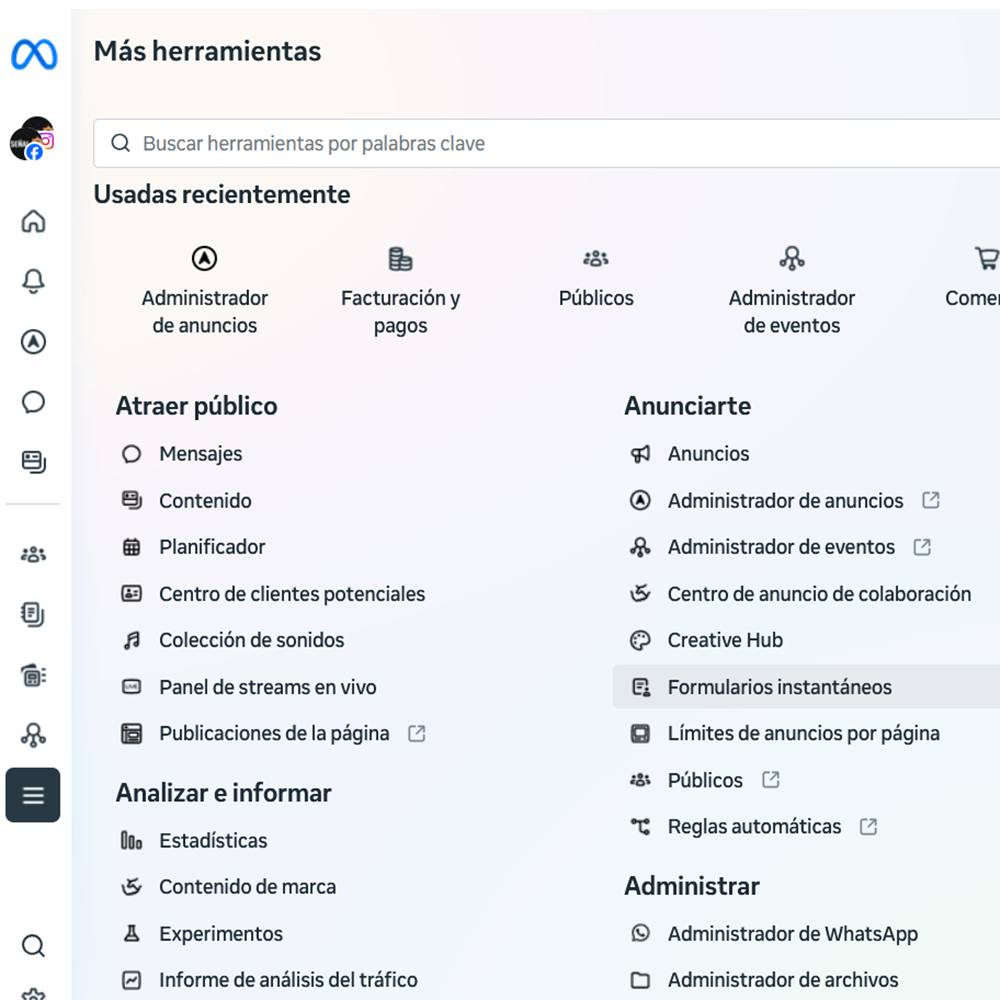 Más herramientas
Buscar herramientas por palabras clave
Usadas recientemente
Administrador
de anuncios
Facturación y
pagos
Públicos
Administrador
de eventos
Atraer público
Mensajes
Contenido
Planificador
Centro de clientes potenciales
Colección de sonidos
LIVE
Panel de streams en vivo
Publicaciones de la página
Analizar e informar
Estadísticas
Contenido de marca
Experimentos
Informe de análisis del tráfico
Anunciarte
Anuncios
Administrador de anuncios
Administrador de eventos
Centro de anuncio de colaboración
Creative Hub
Formularios instantáneos
Límites de anuncios por página
Públicos
Reglas automáticas
Administrar
Administrador de WhatsApp
Administrador de archivos